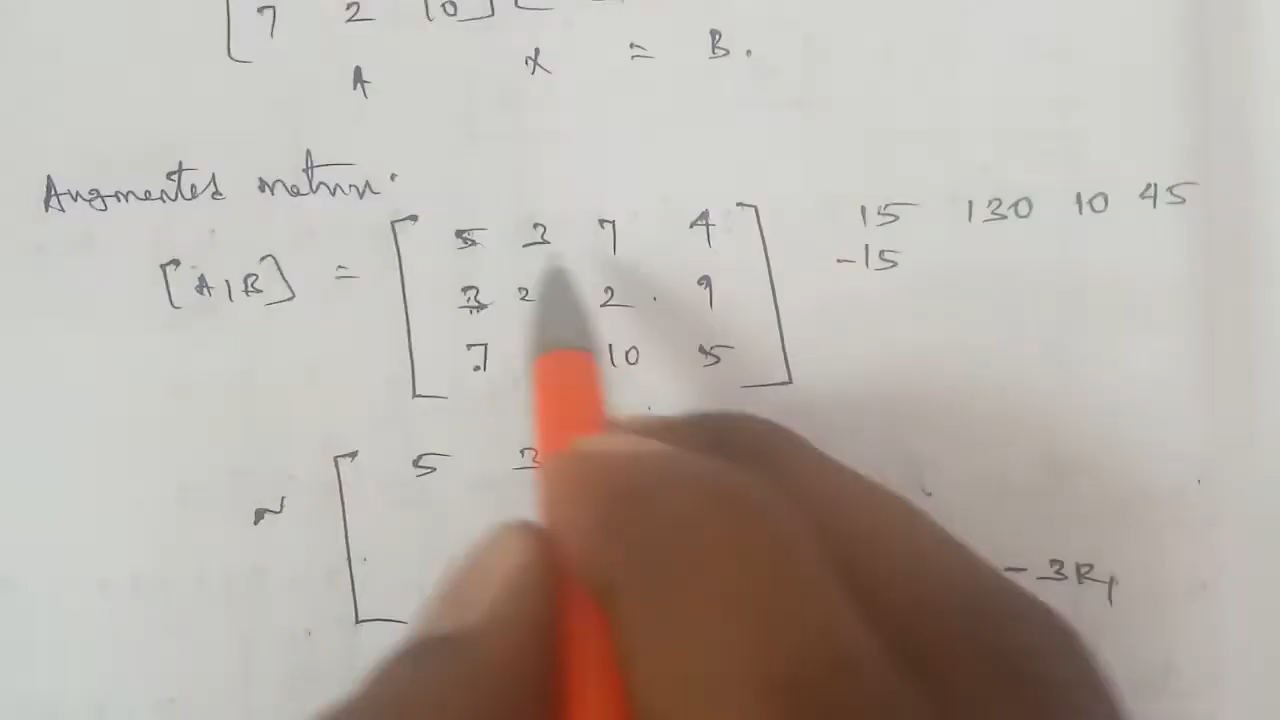 7 2 10
A X = B.
Augmented matrix.
[A|B] = [ 5 3 7 4 ]
3 2 . 9
7 10 5
15 130 10 45
-15
~ [ 5 3
- 3R1